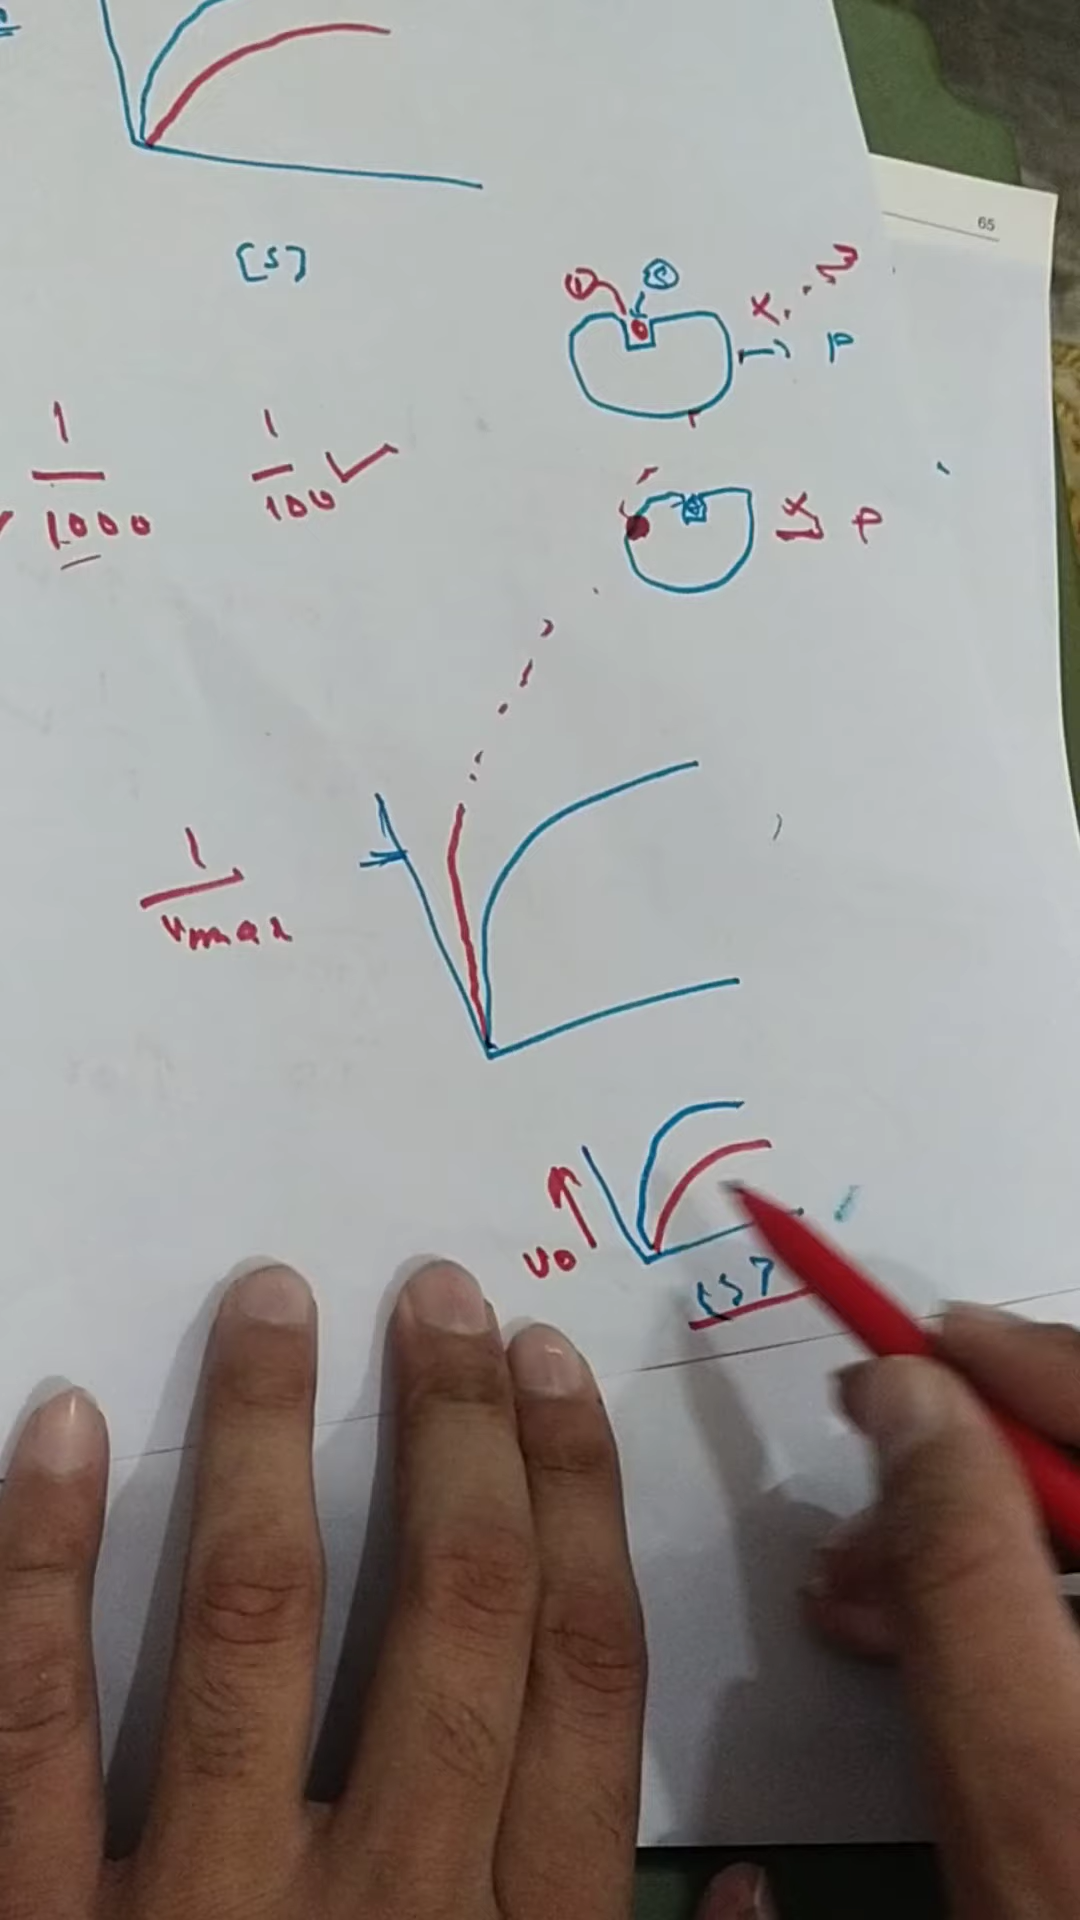 [S]
65
I S
X
P
1/1000 1/100 ✓
X P
1/vmax
v0
[S]